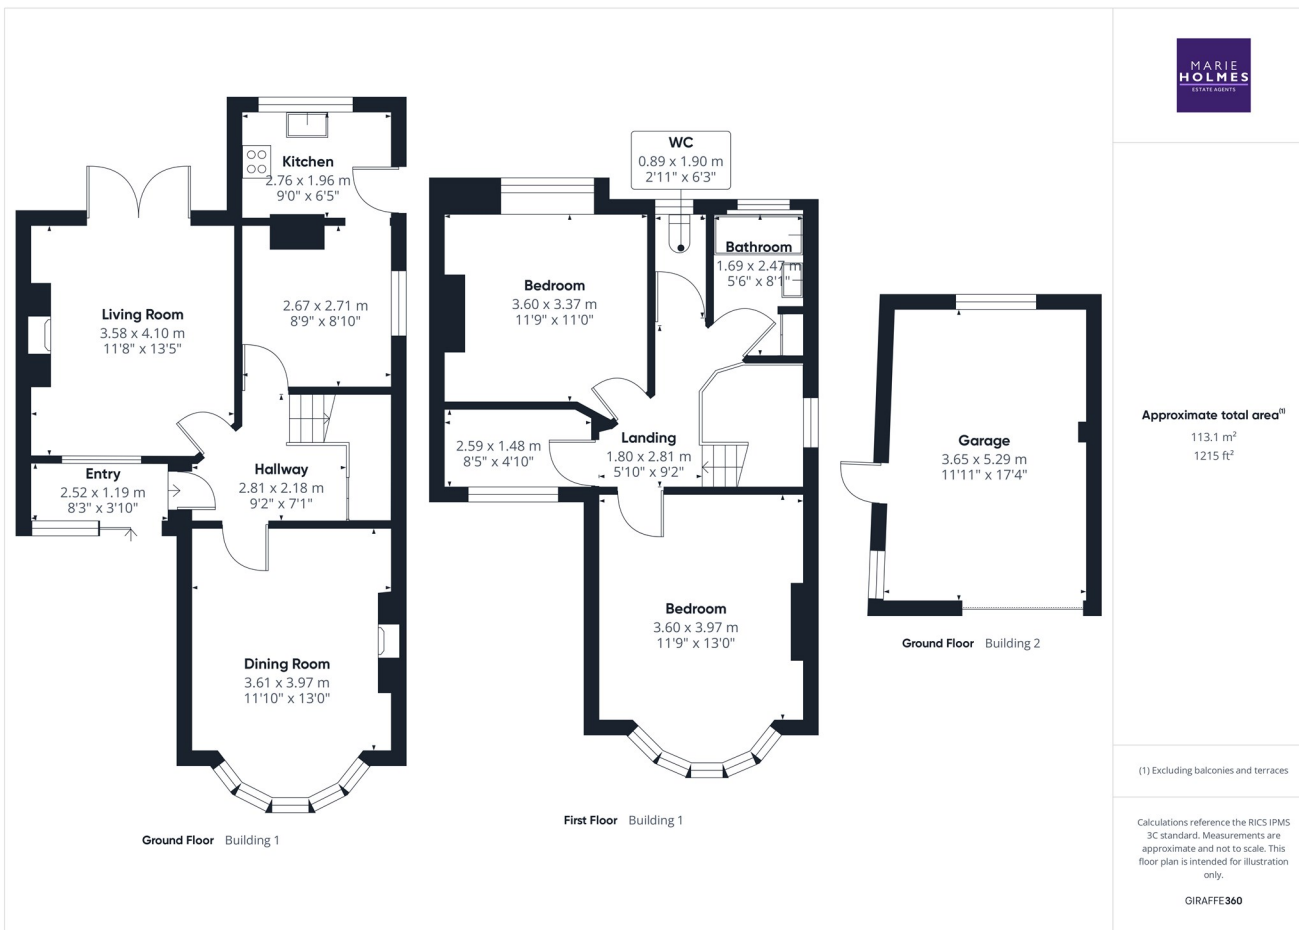 Kitchen
2.76 x 1.96 m
9'0" x 6'5"
Living Room
3.58 x 4.10 m
11'8" x 13'5"
2.67 x 2.71 m
8'9" x 8'10"
Entry
2.52 x 1.19 m
8'3" x 3'10"
Hallway
2.81 x 2.18 m
9'2" x 7'1"
Dining Room
3.61 x 3.97 m
11'10" x 13'0"
Ground Floor Building 1
WC
0.89 x 1.90 m
2'11" x 6'3"
Bathroom
1.69 x 2.47 m
5'6" x 8'1"
Bedroom
3.60 x 3.37 m
11'9" x 11'0"
2.59 x 1.48 m
8'5" x 4'10"
Landing
1.80 x 2.81 m
5'10" x 9'2"
Bedroom
3.60 x 3.97 m
11'9" x 13'0"
First Floor Building 1
Garage
3.65 x 5.29 m
11'11" x 17'4"
Ground Floor Building 2
MARIE
HOLMES
ESTATE AGENTS
Approximate total area(1)
113.1 m²
1215 ft²
(1) Excluding balconies and terraces
Calculations reference the RICS IPMS
3C standard. Measurements are
approximate and not to scale. This
floor plan is intended for illustration
only.
GIRAFFE360